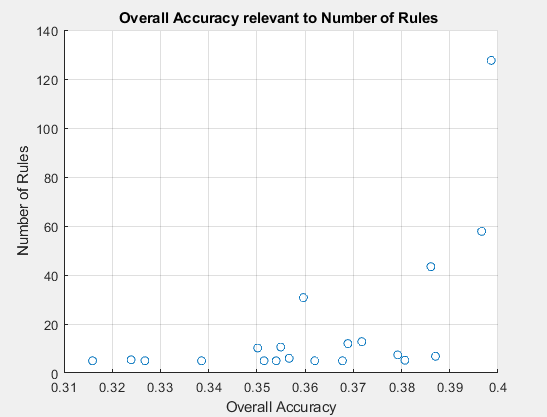 Overall Accuracy relevant to Number of Rules
140
120
100
80
60
40
20
0
Number of Rules
0.31 0.32 0.33 0.34 0.35 0.36 0.37 0.38 0.39 0.4
Overall Accuracy